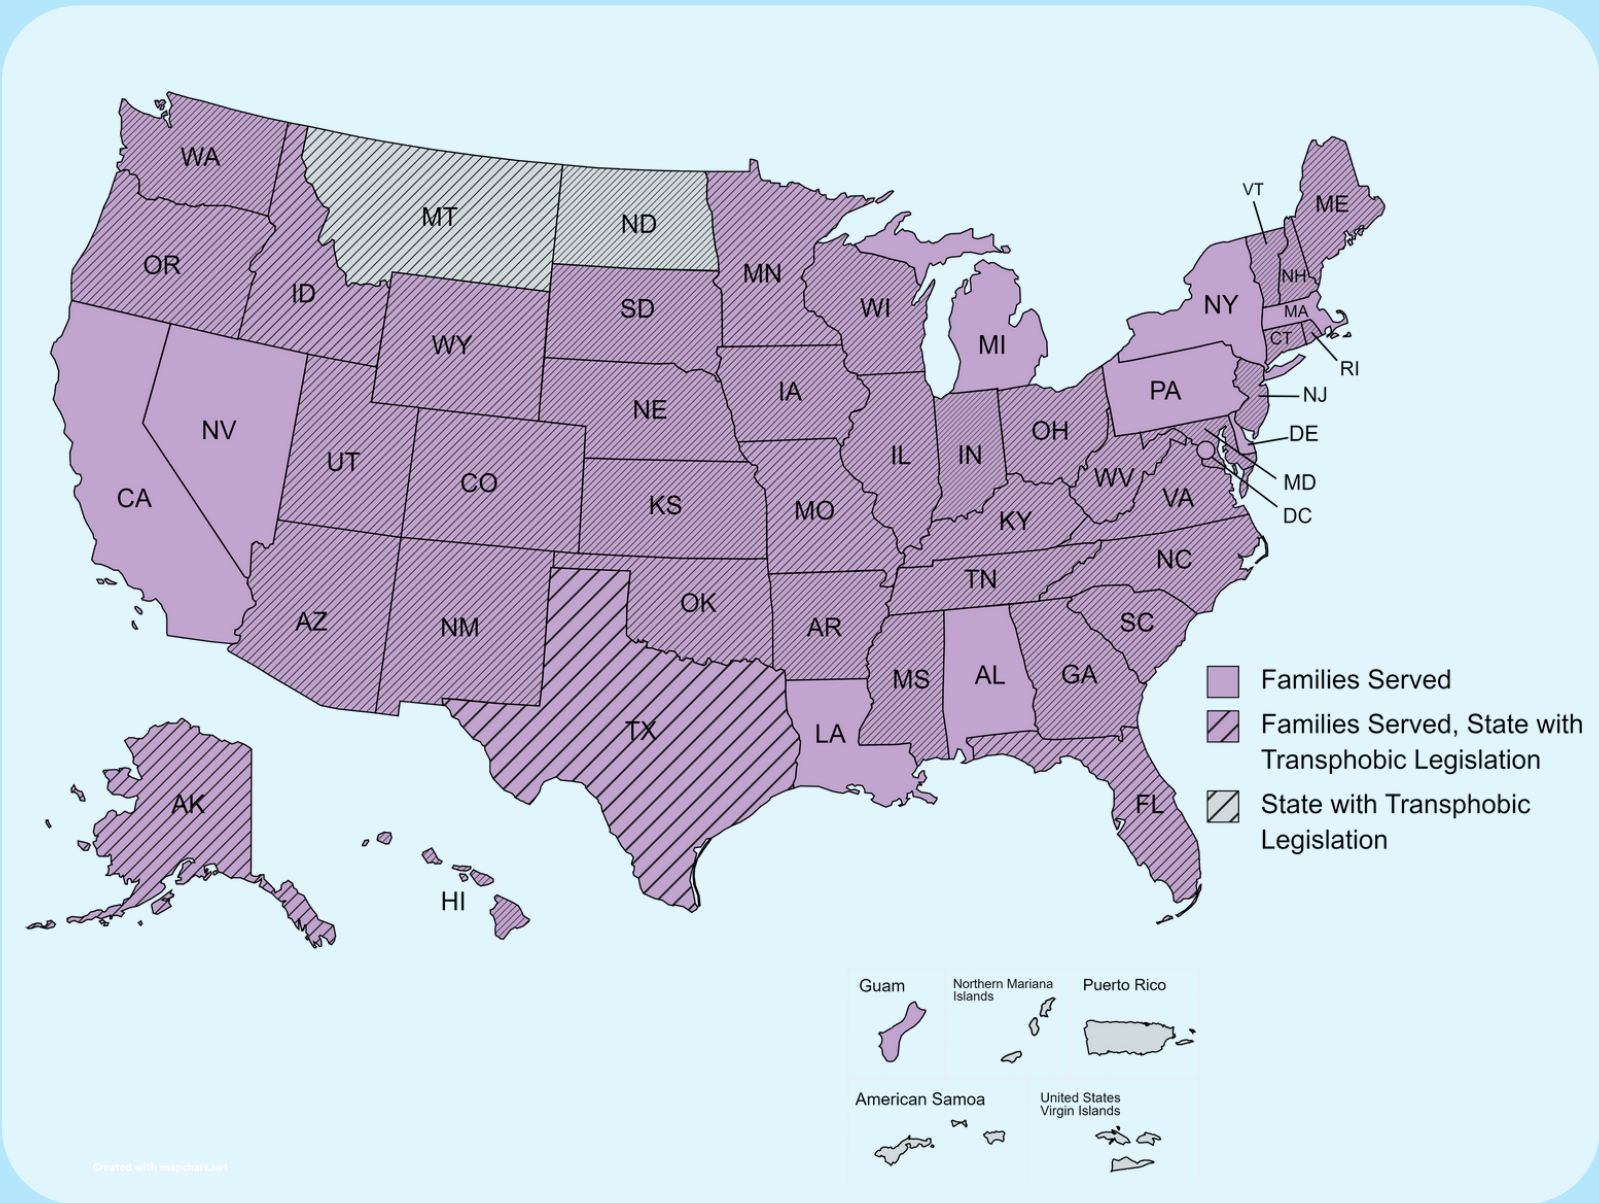 WA
MT
ND
MN
VT
ME
OR
ID
SD
WI
NH
NY
MA
WY
MI
CT
RI
IA
PA
NJ
NE
NV
OH
DE
UT
CO
IL
IN
WV
MD
CA
KS
MO
VA
DC
KY
NC
TN
AZ
NM
OK
AR
SC
MS
AL
GA
TX
LA
Families Served
Families Served, State with
Transphobic Legislation
AK
FL
State with Transphobic
Legislation
HI
Guam
Northern Mariana
Islands
Puerto Rico
American Samoa
United States
Virgin Islands
Created with mapchart.net